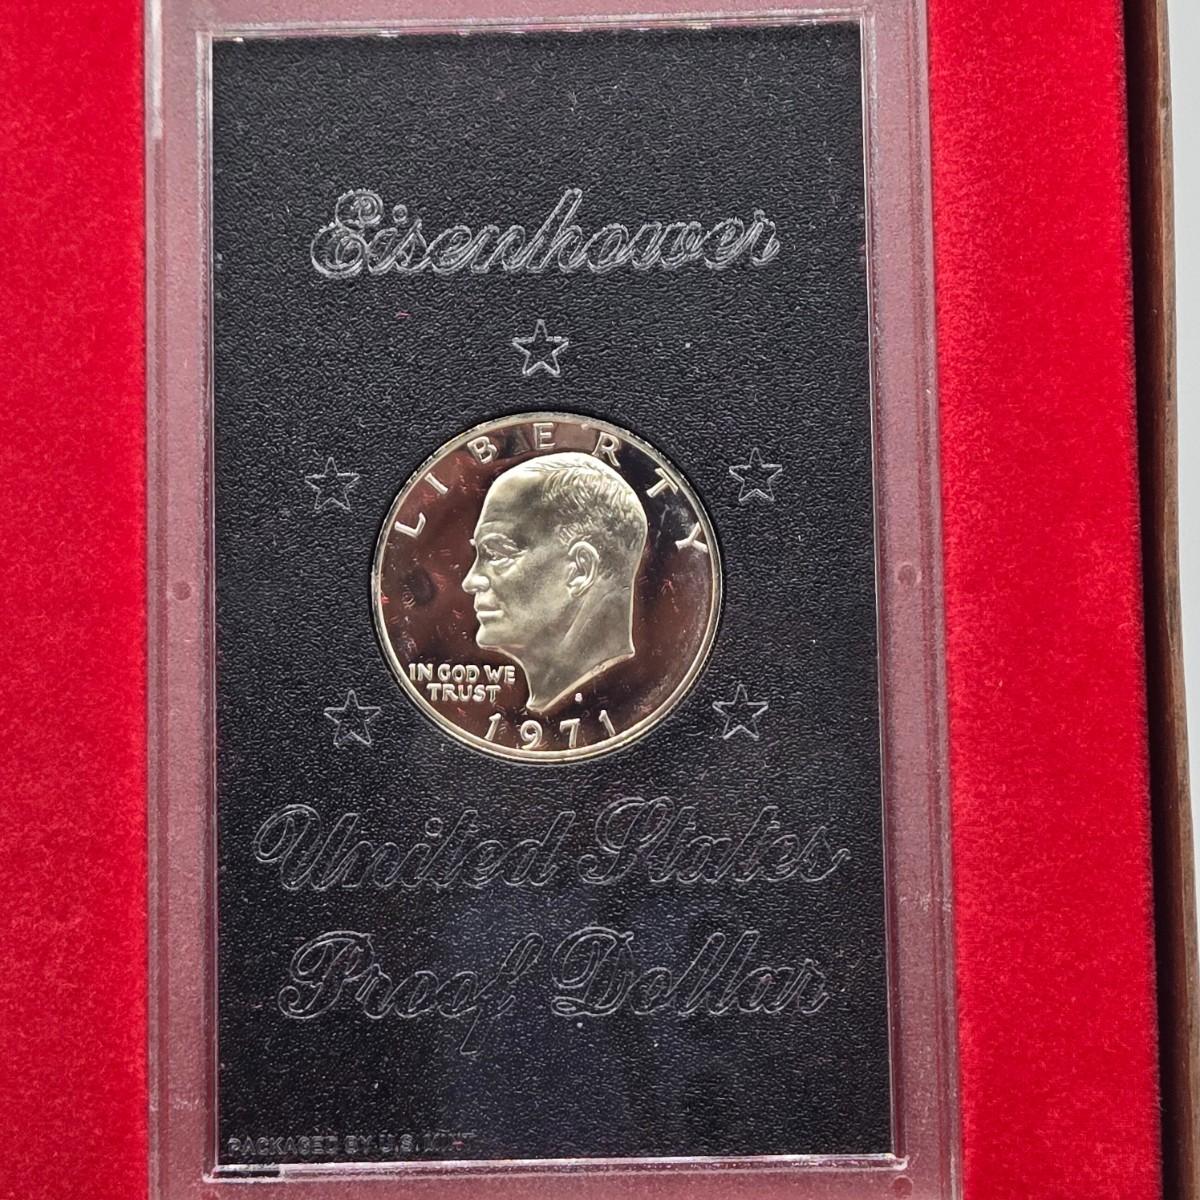 Eisenhower
LIBERTY
IN GOD WE
TRUST
S
1971
United States
Proof Dollar
PACKAGED BY U.S. MINT